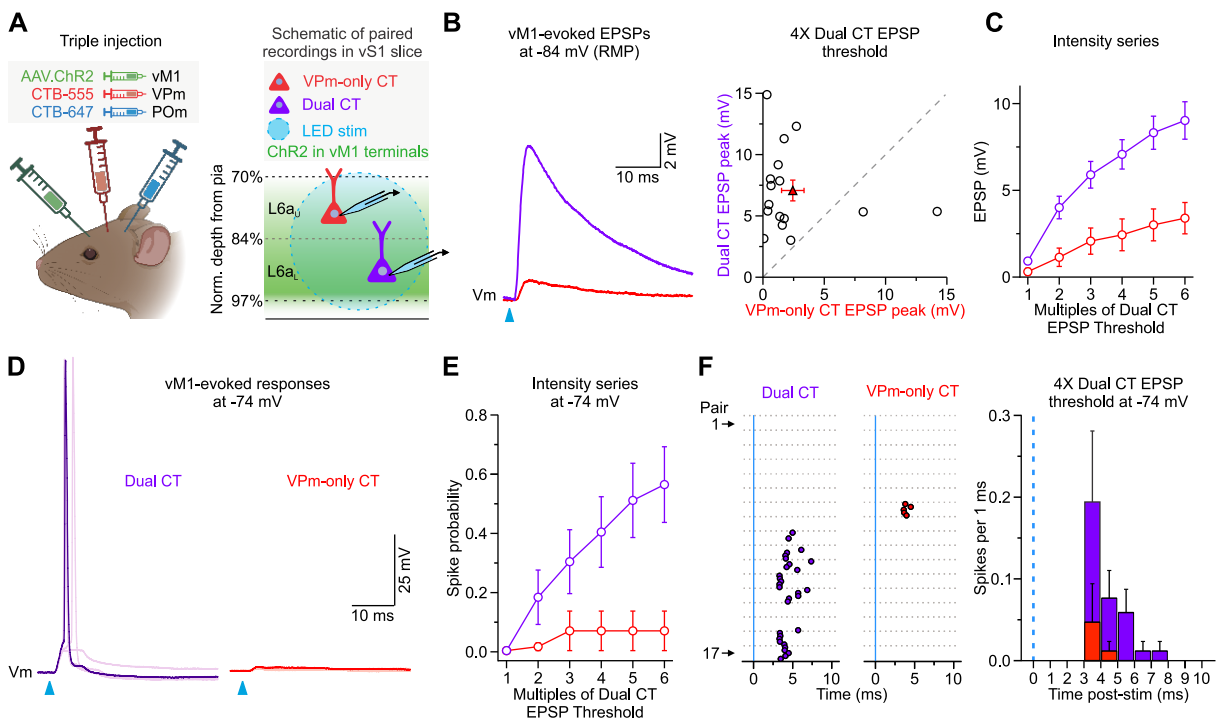 A
Triple injection
AAV.ChR2 vM1
CTB-555 VPm
CTB-647 POm
Schematic of paired
recordings in vS1 slice
VPm-only CT
Dual CT
LED stim
ChR2 in vM1 terminals
Norm. depth from pia
70%
L6aU
84%
L6aL
97%
B
vM1-evoked EPSPs
at -84 mV (RMP)
2 mV
10 ms
Vm
4X Dual CT EPSP
threshold
Dual CT EPSP peak (mV)
15
10
5
0
0 5 10 15
VPm-only CT EPSP peak (mV)
C
Intensity series
EPSP
(mV)
10
5
0
1 2 3 4 5 6
Multiples of Dual CT
EPSP Threshold
D
vM1-evoked responses
at -74 mV
Dual CT
VPm-only CT
25 mV
10 ms
Vm
E
Intensity series
at -74 mV
Spike probability
0.8
0.6
0.4
0.2
0.0
1 2 3 4 5 6
Multiples of Dual CT
EPSP Threshold
F
Dual CT
VPm-only CT
Pair
1
17
0 5 10
0 5 10
Time (ms)
4X Dual CT EPSP
threshold at -74 mV
Spikes per 1 ms
0.3
0.2
0.1
0.0
0 1 2 3 4 5 6 7 8 9 10
Time post-stim (ms)